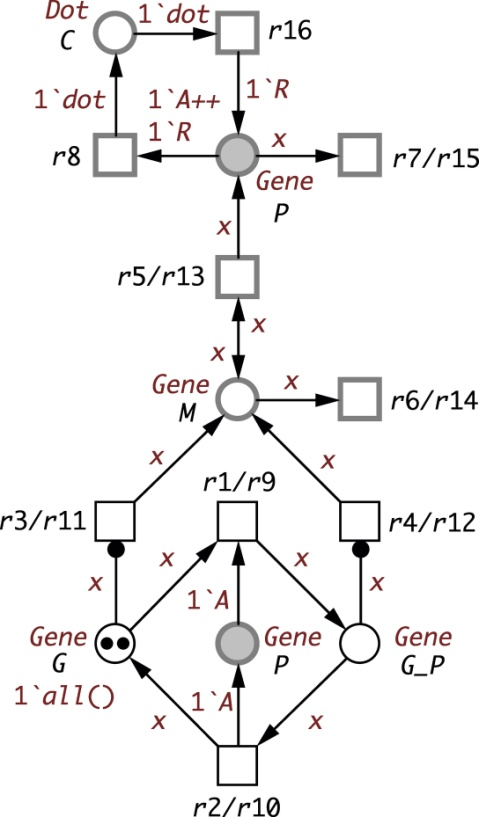 Dot
1`dot
C
r16
1`dot
1`A++
1`R
1`R
r8
x
r7/r15
Gene
P
x
r5/r13
x
x
Gene
x
M
r6/r14
x
x
r1/r9
r3/r11
r4/r12
x
x
x
x
1`A
Gene
Gene
Gene
G
P
G_P
1`all()
1`A
x
x
r2/r10